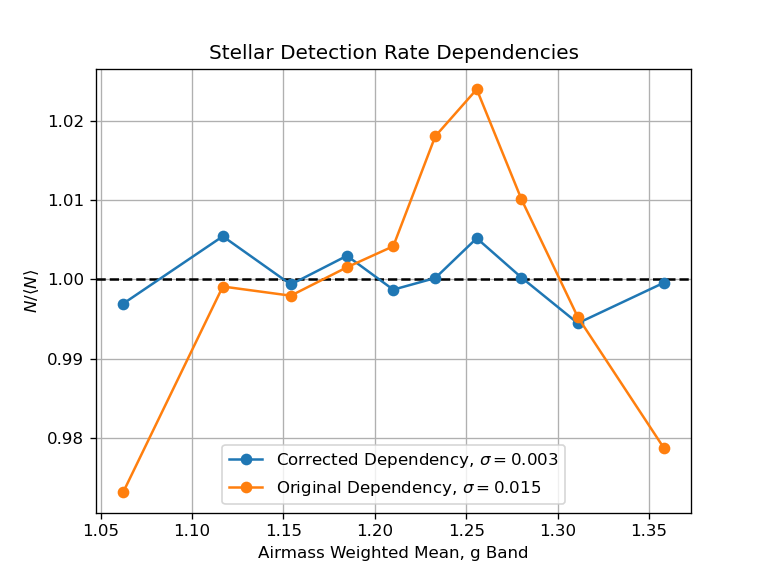 Stellar Detection Rate Dependencies
N/⟨N⟩
1.02
1.01
1.00
0.99
0.98
Corrected Dependency, σ = 0.003
Original Dependency, σ = 0.015
1.05 1.10 1.15 1.20 1.25 1.30 1.35
Airmass Weighted Mean, g Band